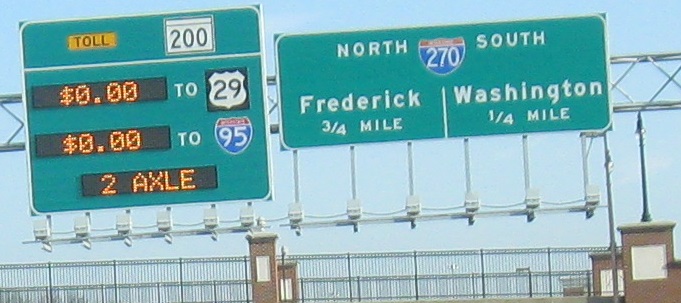 TOLL 200
$0.00 TO 29
$0.00 TO 95
2 AXLE
NORTH 270 SOUTH
Frederick
3/4 MILE
Washington
1/4 MILE